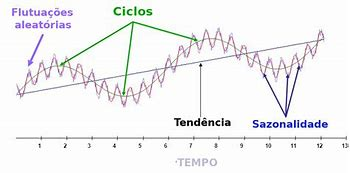 Flutuações
aleatórias
Ciclos
Tendência
Sazonalidade
1 2 3 4 5 6 7 8 9 10 11 12 13
TEMPO